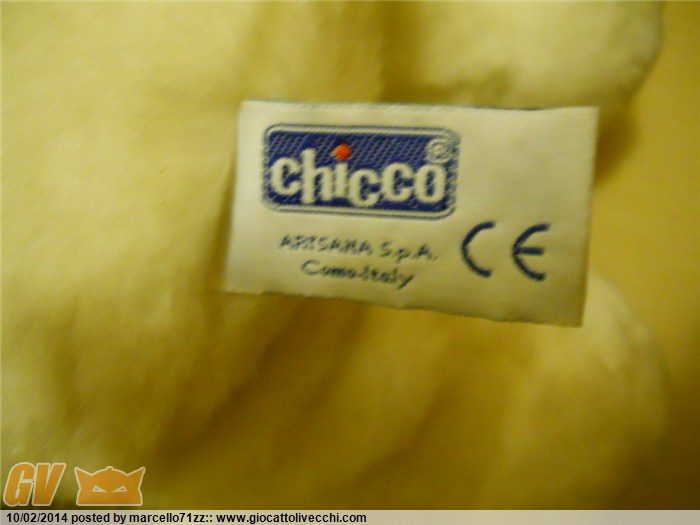 chicco®
ARTSANA S.p.A.
Como-Italy
CE
GV
10/02/2014 posted by marcello71zz:: www.giocattolivecchi.com